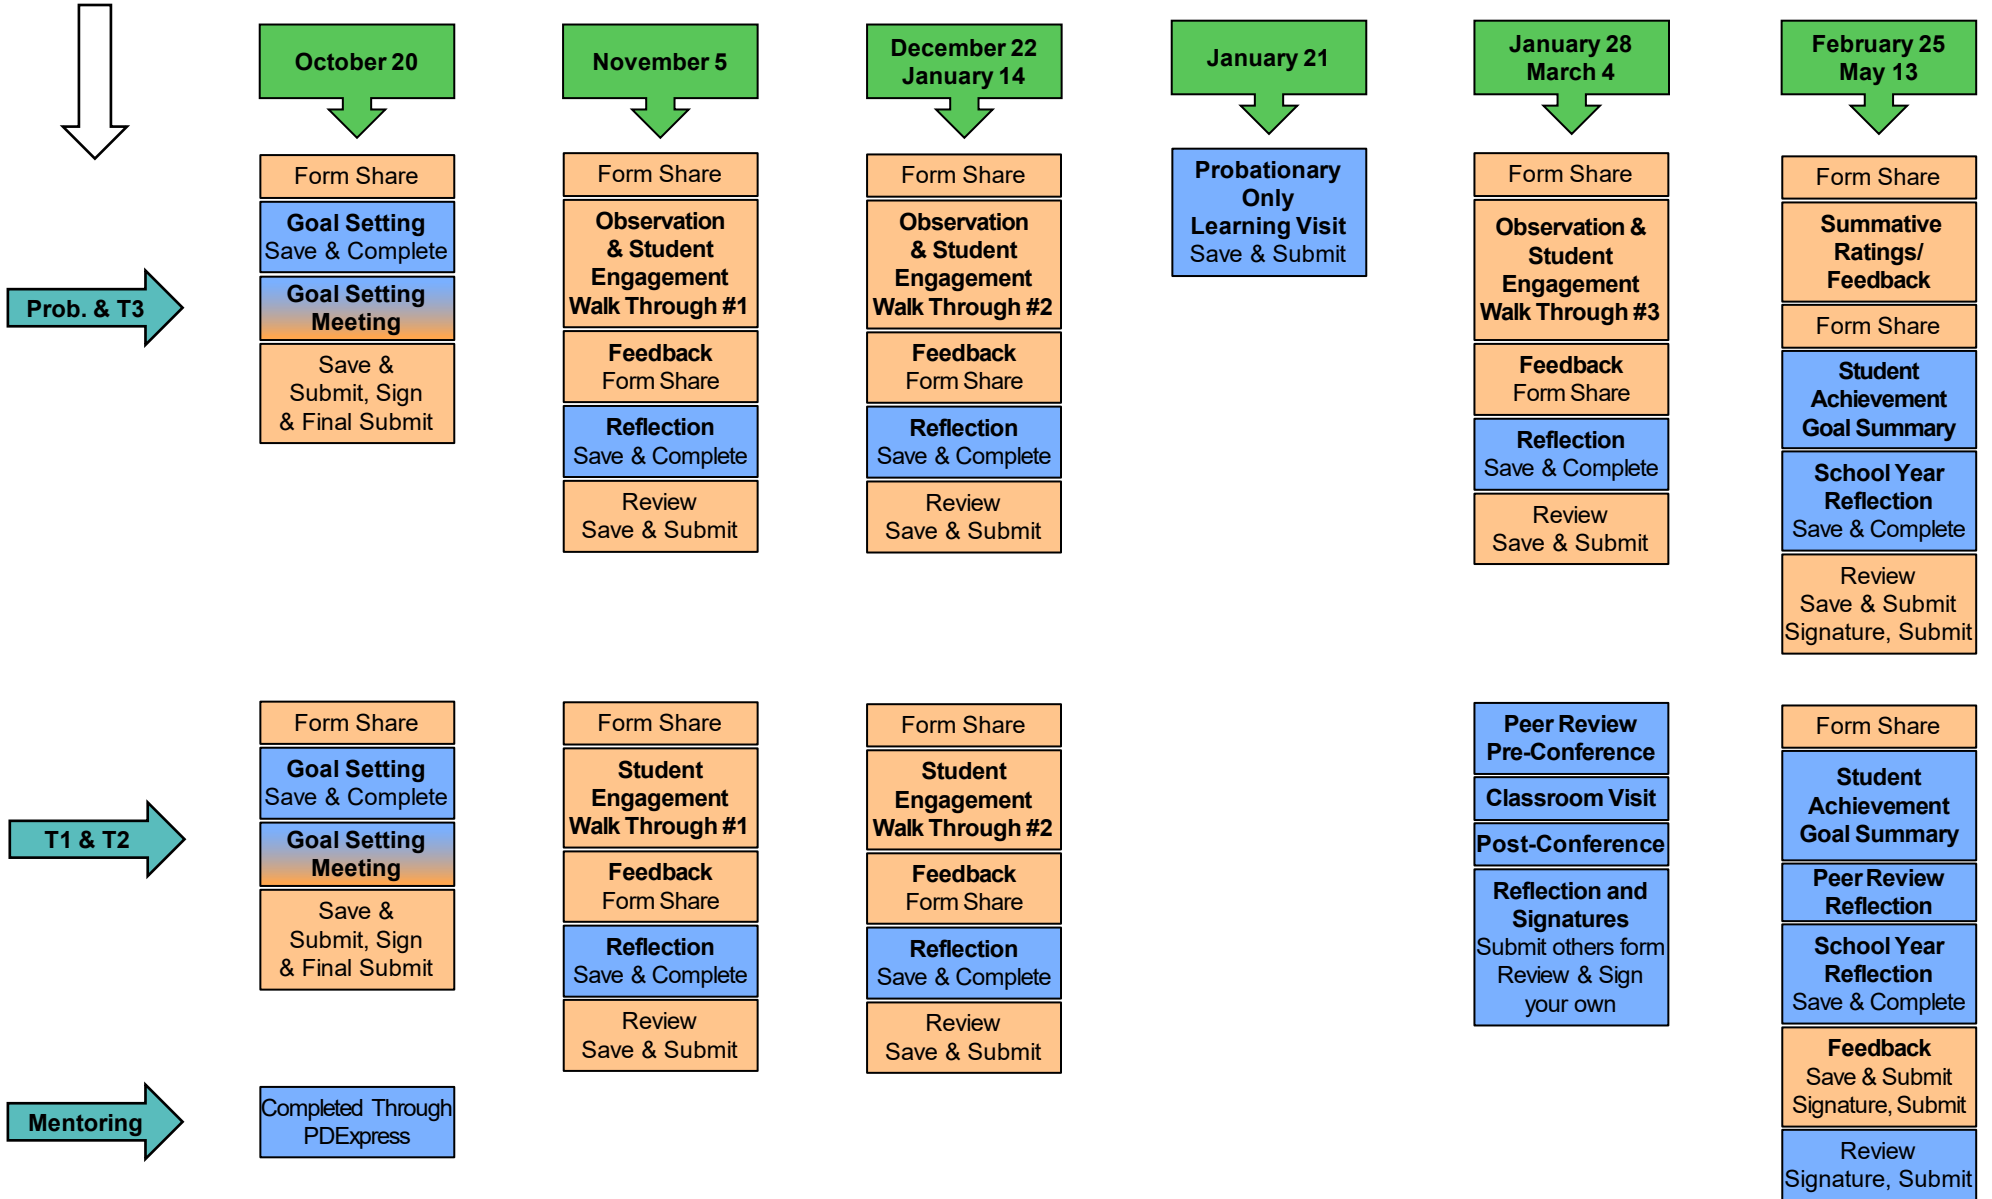 October 20
November 5
December 22
January 14
January 21
January 28
March 4
February 25
May 13
Prob. & T3
Form Share
Goal Setting
Save & Complete
Goal Setting
Meeting
Save &
Submit, Sign
& Final Submit
Form Share
Observation
& Student
Engagement
Walk Through #1
Feedback
Form Share
Reflection
Save & Complete
Review
Save & Submit
Form Share
Observation
& Student
Engagement
Walk Through #2
Feedback
Form Share
Reflection
Save & Complete
Review
Save & Submit
Probationary
Only
Learning Visit
Save & Submit
Form Share
Observation &
Student
Engagement
Walk Through #3
Feedback
Form Share
Reflection
Save & Complete
Review
Save & Submit
Form Share
Summative
Ratings/
Feedback
Form Share
Student
Achievement
Goal Summary
School Year
Reflection
Save & Complete
Review
Save & Submit
Signature, Submit
T1 & T2
Form Share
Goal Setting
Save & Complete
Goal Setting
Meeting
Save &
Submit, Sign
& Final Submit
Form Share
Student
Engagement
Walk Through #1
Feedback
Form Share
Reflection
Save & Complete
Review
Save & Submit
Form Share
Student
Engagement
Walk Through #2
Feedback
Form Share
Reflection
Save & Complete
Review
Save & Submit
Peer Review
Pre-Conference
Classroom Visit
Post-Conference
Reflection and
Signatures
Submit others form
Review & Sign
your own
Form Share
Student
Achievement
Goal Summary
Peer Review
Reflection
School Year
Reflection
Save & Complete
Feedback
Save & Submit
Signature, Submit
Review
Signature, Submit
Mentoring
Completed Through
PDExpress